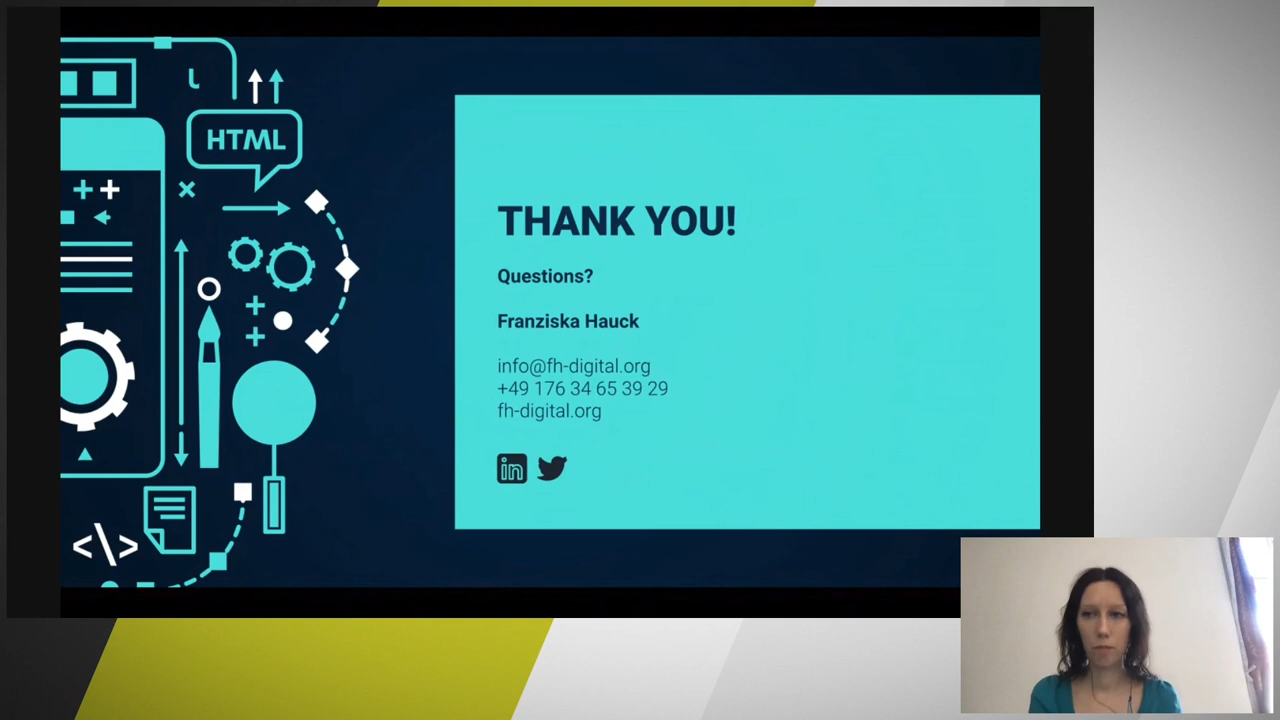 HTML
THANK YOU!
Questions?
Franziska Hauck
info@fh-digital.org
+49 176 34 65 39 29
fh-digital.org
in
<\>